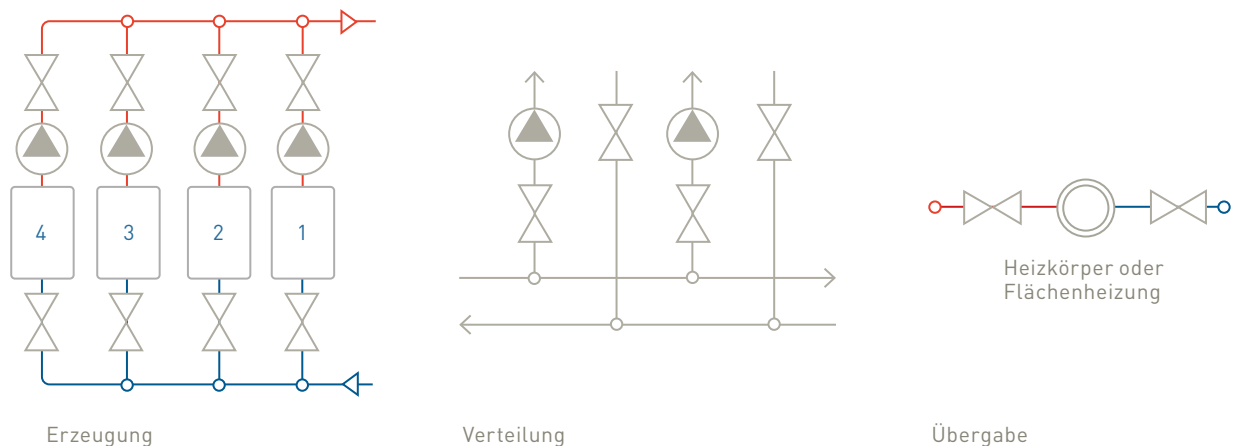 4
3
2
1
Heizkörper oder
Flächenheizung
Erzeugung
Verteilung
Übergabe